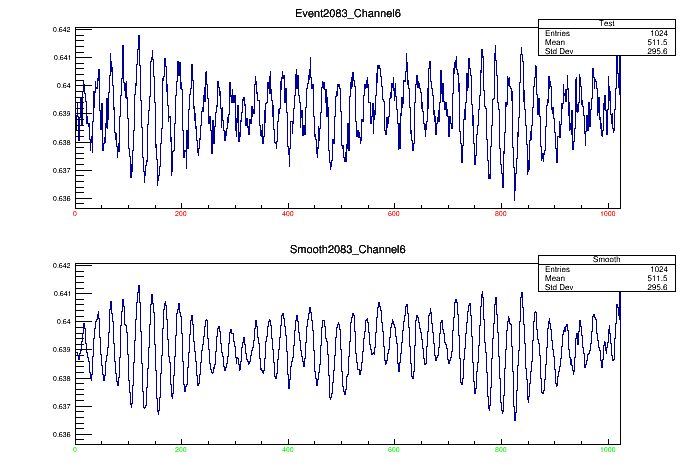 Event2083_Channel6
Test
Entries 1024
Mean 511.5
Std Dev 295.6
0.642
0.641
0.64
0.639
0.638
0.637
0.636
0 200 400 600 800 1000
Smooth2083_Channel6
Smooth
Entries 1024
Mean 511.5
Std Dev 295.6
0.642
0.641
0.64
0.639
0.638
0.637
0.636
0 200 400 600 800 1000